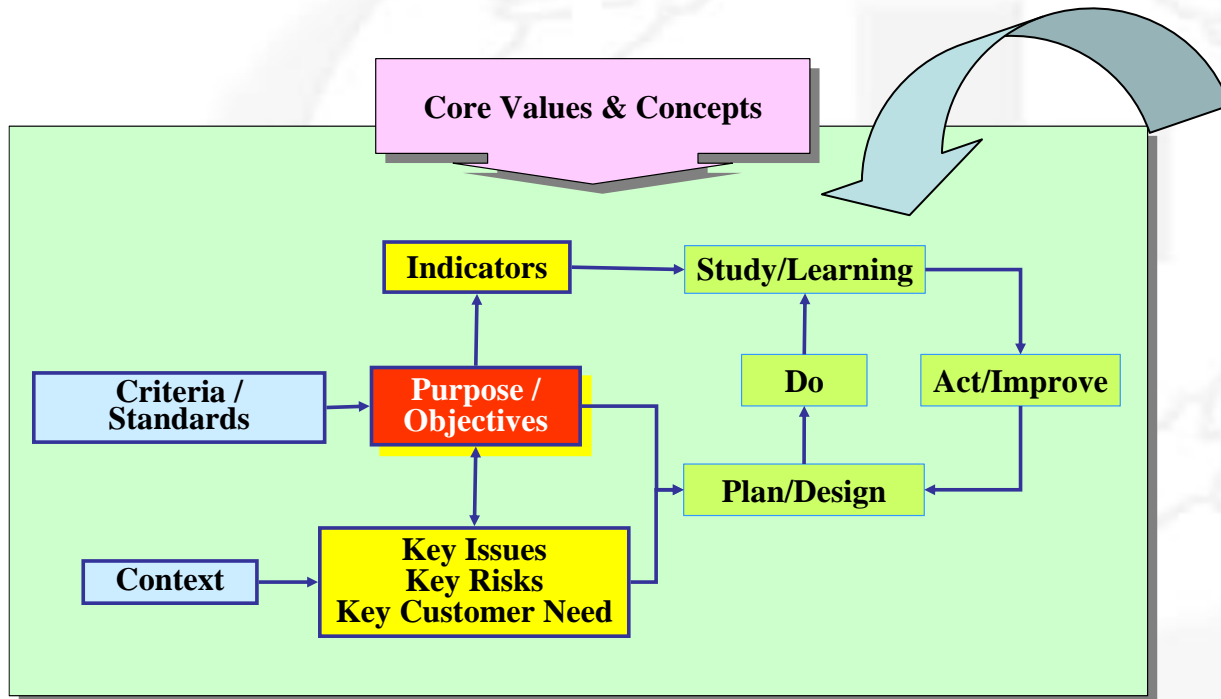 Core Values & Concepts
Indicators
Study/Learning
Criteria /
Standards
Purpose /
Objectives
Do
Act/Improve
Plan/Design
Context
Key Issues
Key Risks
Key Customer Need